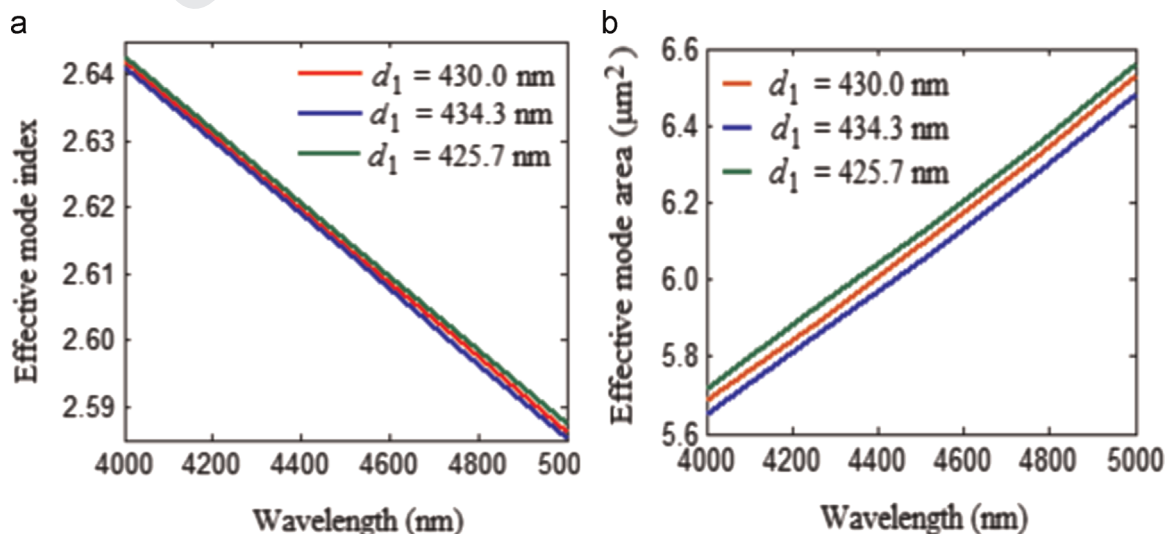 a
Effective mode index
2.64
2.63
2.62
2.61
2.60
2.59
d1 = 430.0 nm
d1 = 434.3 nm
d1 = 425.7 nm
4000 4200 4400 4600 4800 500
Wavelength (nm)
b
Effective mode area (μm²)
6.6
6.4
6.2
6.0
5.8
5.6
d1 = 430.0 nm
d1 = 434.3 nm
d1 = 425.7 nm
4000 4200 4400 4600 4800 5000
Wavelength (nm)